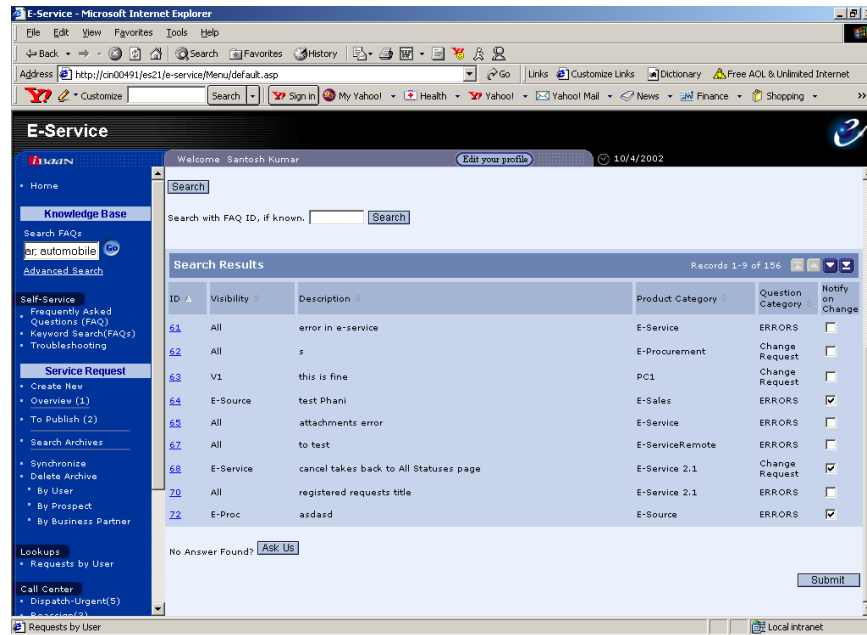 E-Service - Microsoft Internet Explorer
File Edit View Favorites Tools Help
Back Search Favorites History
Address http://cin00491/es21/e-service/Menu/default.asp Go Links Customize Links Dictionary Free AOL & Unlimited Internet
Y? Customize Search Sign in My Yahoo! Health Yahoo! Yahoo! Mail News Finance Shopping »
E-Service
iBaaN Welcome Santosh Kumar Edit your profile 10/4/2002
Home
Knowledge Base
Search FAQs
ar, automobile Go
Advanced Search
Self-Service
Frequently Asked
Questions (FAQ)
Keyword Search(FAQs)
Troubleshooting
Service Request
Create New
Overview (1)
To Publish (2)
Search Archives
Synchronize
Delete Archive
By User
By Prospect
By Business Partner
Lookups
Requests by User
Call Center
Dispatch-Urgent(5)
Search
Search with FAQ ID, if known. Search
Search Results Records 1-9 of 156
ID Visibility Description Product Category Question Category Notify on Change
61 All error in e-service E-Service ERRORS
62 All s E-Procurement Change Request
63 V1 this is fine PC1 Change Request
64 E-Source test Phani E-Sales ERRORS
65 All attachments error E-Service ERRORS
67 All to test E-ServiceRemote ERRORS
68 E-Service cancel takes back to All Statuses page E-Service 2.1 Change Request
70 All registered requests title E-Service 2.1 ERRORS
72 E-Proc asdasd E-Source ERRORS
No Answer Found? Ask Us
Submit
Requests by User Local intranet